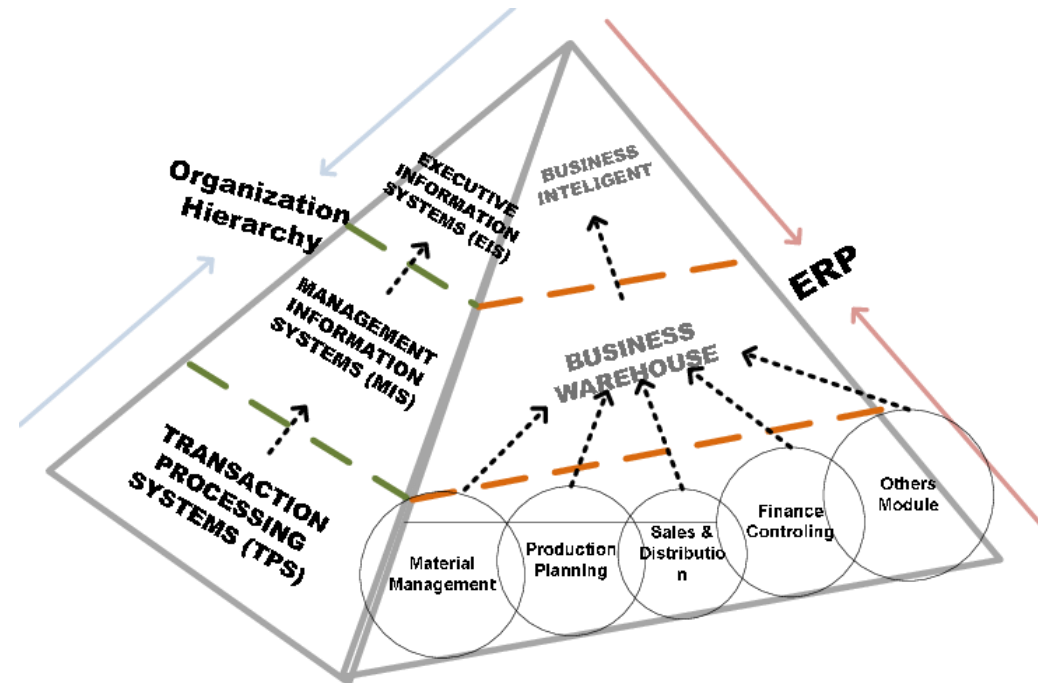 Organization
Hierarchy
EXECUTIVE
INFORMATION
SYSTEMS (EIS)
MANAGEMENT
INFORMATION
SYSTEMS (MIS)
TRANSACTION
PROCESSING
SYSTEMS (TPS)
BUSINESS
INTELIGENT
ERP
BUSINESS
WAREHOUSE
Material
Management
Production
Planning
Sales &
Distributio
n
Finance
Controling
Others
Module